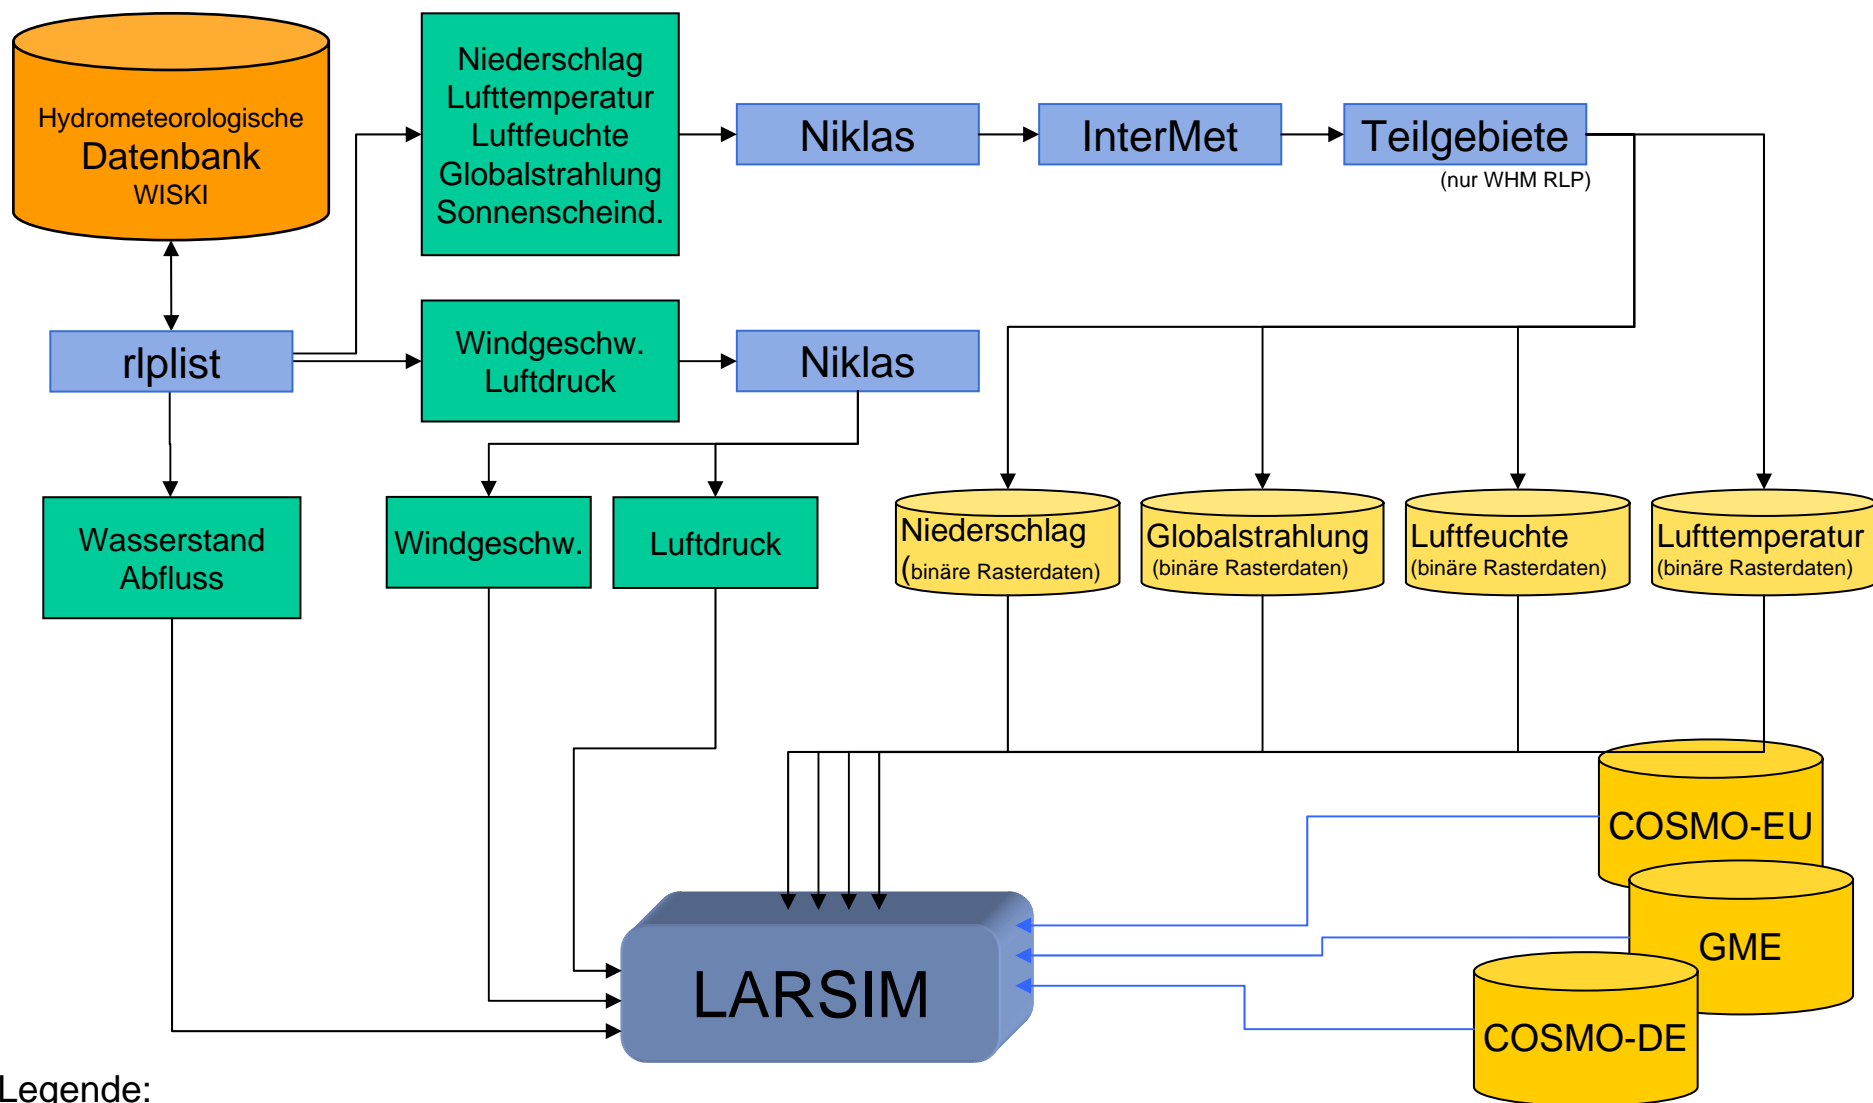 Hydrometeorologische
Datenbank
WISKI
Niederschlag
Lufttemperatur
Luftfeuchte
Globalstrahlung
Sonnenscheind.
Niklas
InterMet
Teilgebiete
(nur WHM RLP)
rlplist
Windgeschw.
Luftdruck
Niklas
Wasserstand
Abfluss
Windgeschw.
Luftdruck
Niederschlag
(binäre Rasterdaten)
Globalstrahlung
(binäre Rasterdaten)
Luftfeuchte
(binäre Rasterdaten)
Lufttemperatur
(binäre Rasterdaten)
COSMO-EU
GME
COSMO-DE
LARSIM
Legende: